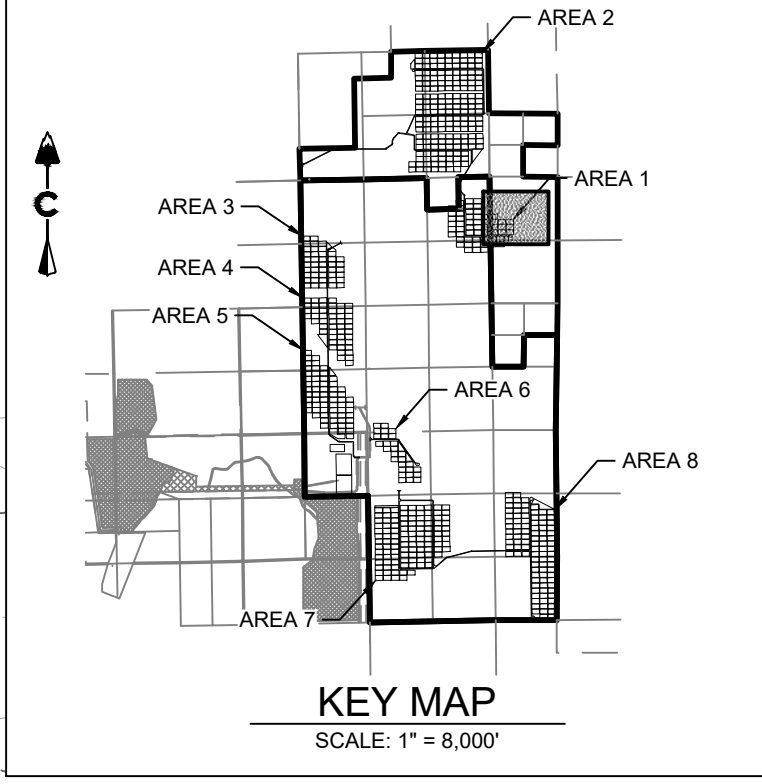 AREA 2
AREA 1
AREA 3
AREA 4
AREA 5
AREA 6
AREA 8
AREA 7
C
KEY MAP
SCALE: 1" = 8,000'